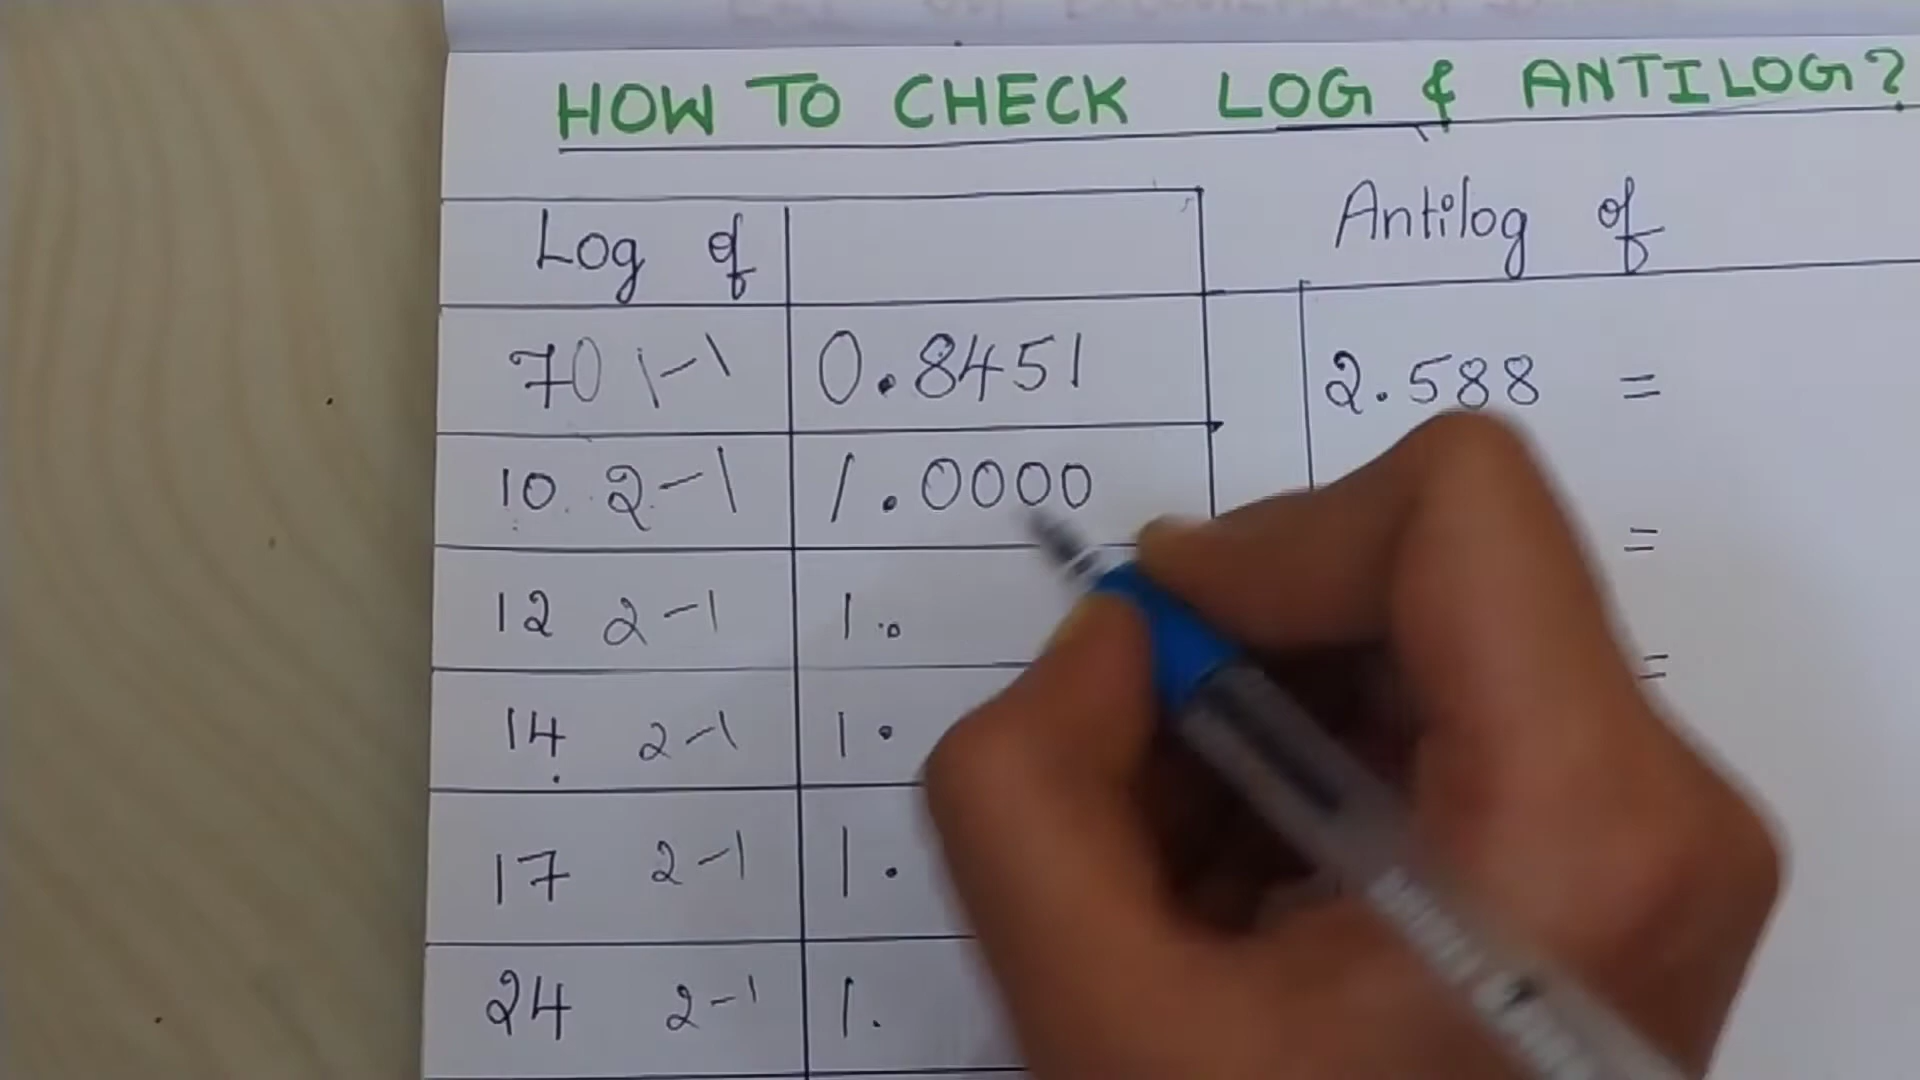 HOW TO CHECK LOG & ANTILOG?
Log of
Antilog of
70 1-1 0.8451
2.588 =
10 2-1 1.0000
=
12 2-1 1.
=
14 2-1 1.
17 2-1 1.
24 2-1 1.